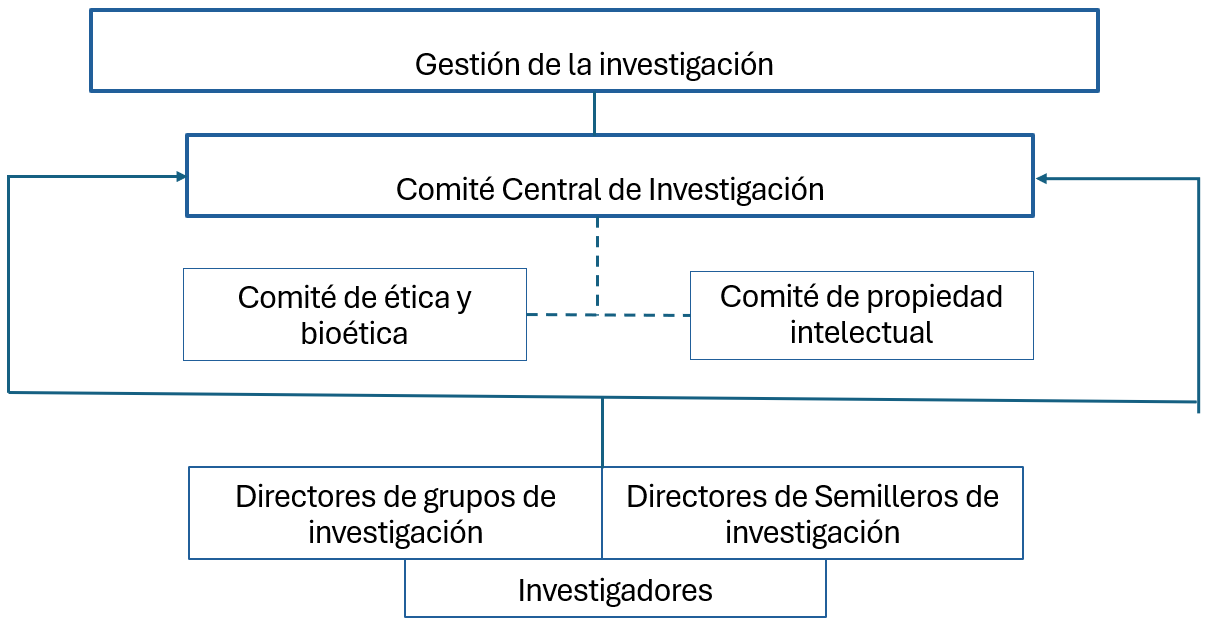 Gestión de la investigación
Comité Central de Investigación
Comité de ética y
bioética
Comité de propiedad
intelectual
Directores de grupos de
investigación
Directores de Semilleros de
investigación
Investigadores